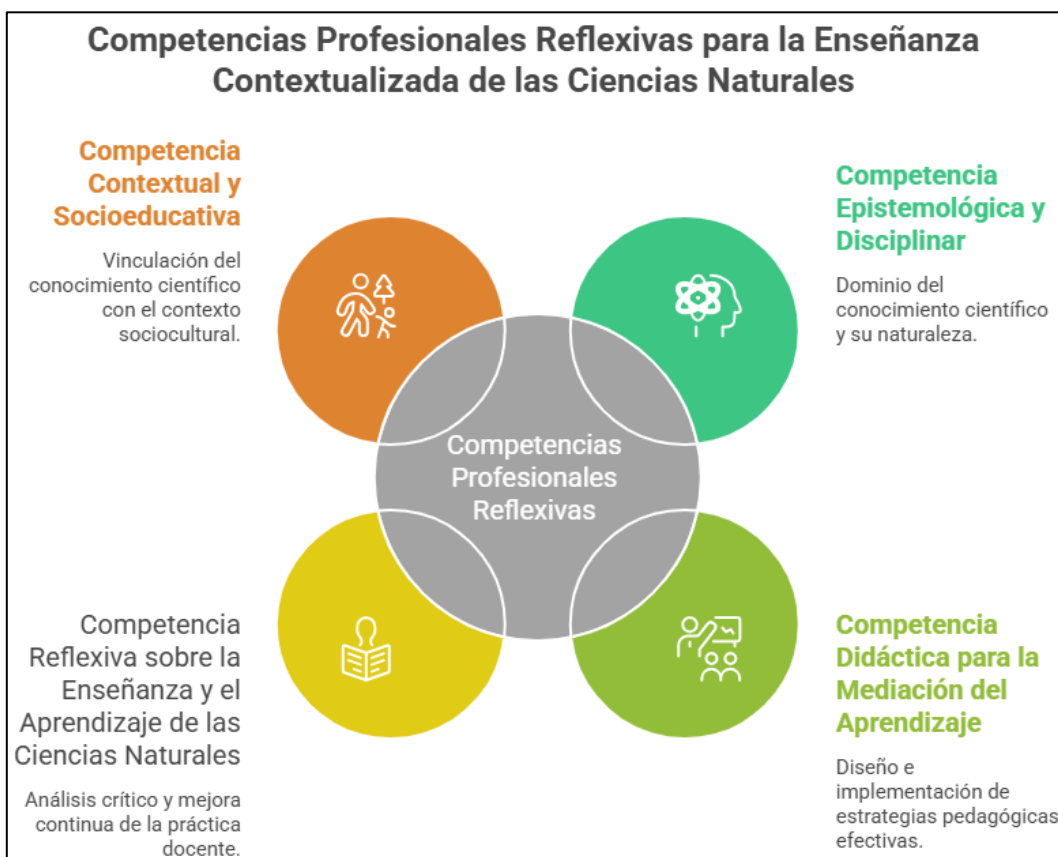 Competencias Profesionales Reflexivas para la Enseñanza
Contextualizada de las Ciencias Naturales
Competencia
Contextual y
Socioeducativa
Vinculación del
conocimiento científico
con el contexto
sociocultural.
Competencia
Epistemológica y
Disciplinar
Dominio del
conocimiento científico
y su naturaleza.
Competencias
Profesionales
Reflexivas
Competencia
Reflexiva sobre la
Enseñanza y el
Aprendizaje de las
Ciencias Naturales
Análisis crítico y mejora
continua de la práctica
docente.
Competencia
Didáctica para la
Mediación del
Aprendizaje
Diseño e
implementación de
estrategias pedagógicas
efectivas.